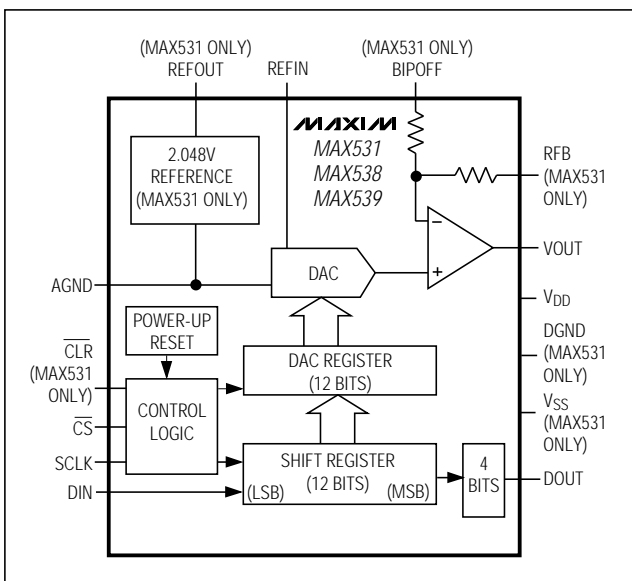 (MAX531 ONLY)
REFOUT
REFIN
(MAX531 ONLY)
BIPOFF
MAXIM
MAX531
MAX538
MAX539
2.048V
REFERENCE
(MAX531 ONLY)
RFB
(MAX531
ONLY)
−
+
VOUT
DAC
AGND
VDD
POWER-UP
RESET
DGND
(MAX531
ONLY)
CLR
(MAX531
ONLY)
DAC REGISTER
(12 BITS)
CONTROL
LOGIC
VSS
(MAX531
ONLY)
CS
SCLK
SHIFT REGISTER
(12 BITS)
4
BITS
DOUT
DIN
(LSB)
(MSB)